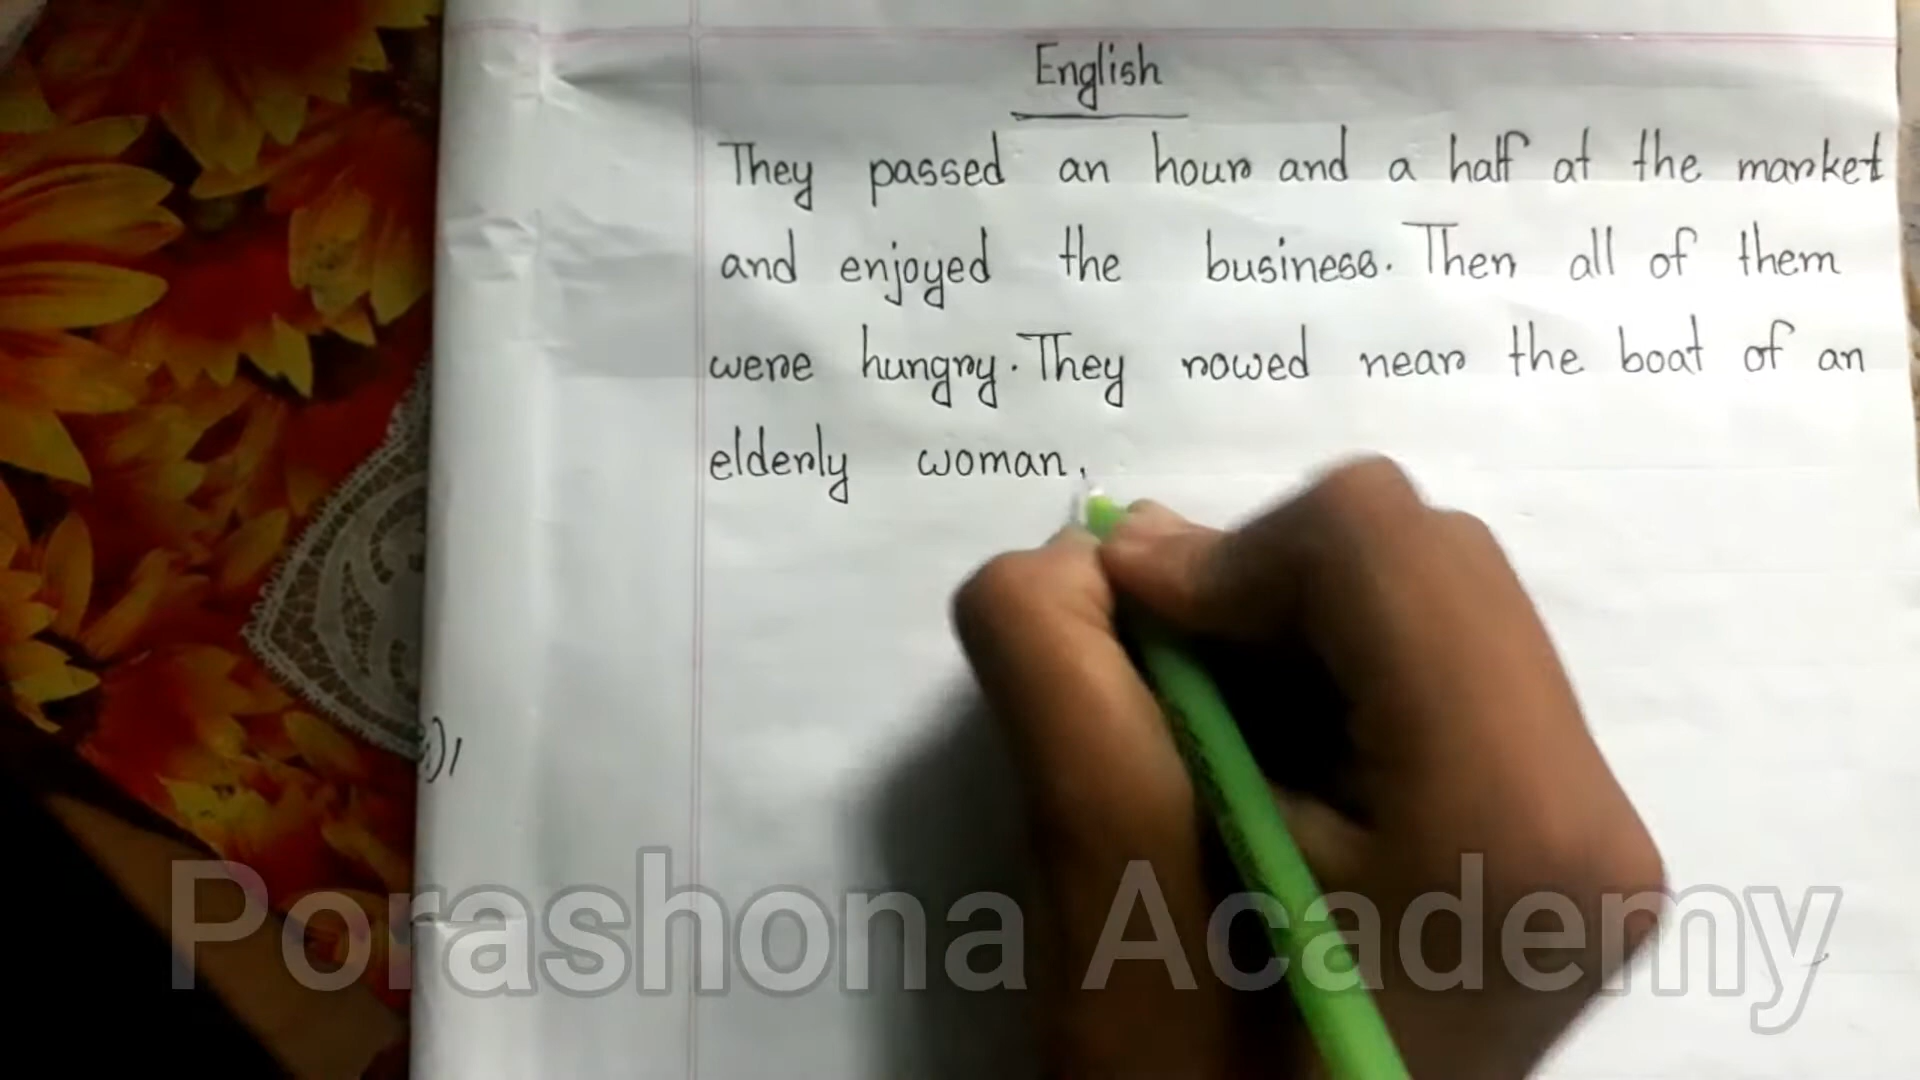 English
They passed an hour and a half at the market
and enjoyed the business. Then all of them
were hungry. They rowed near the boat of an
elderly woman,
)1
Porashona Academy